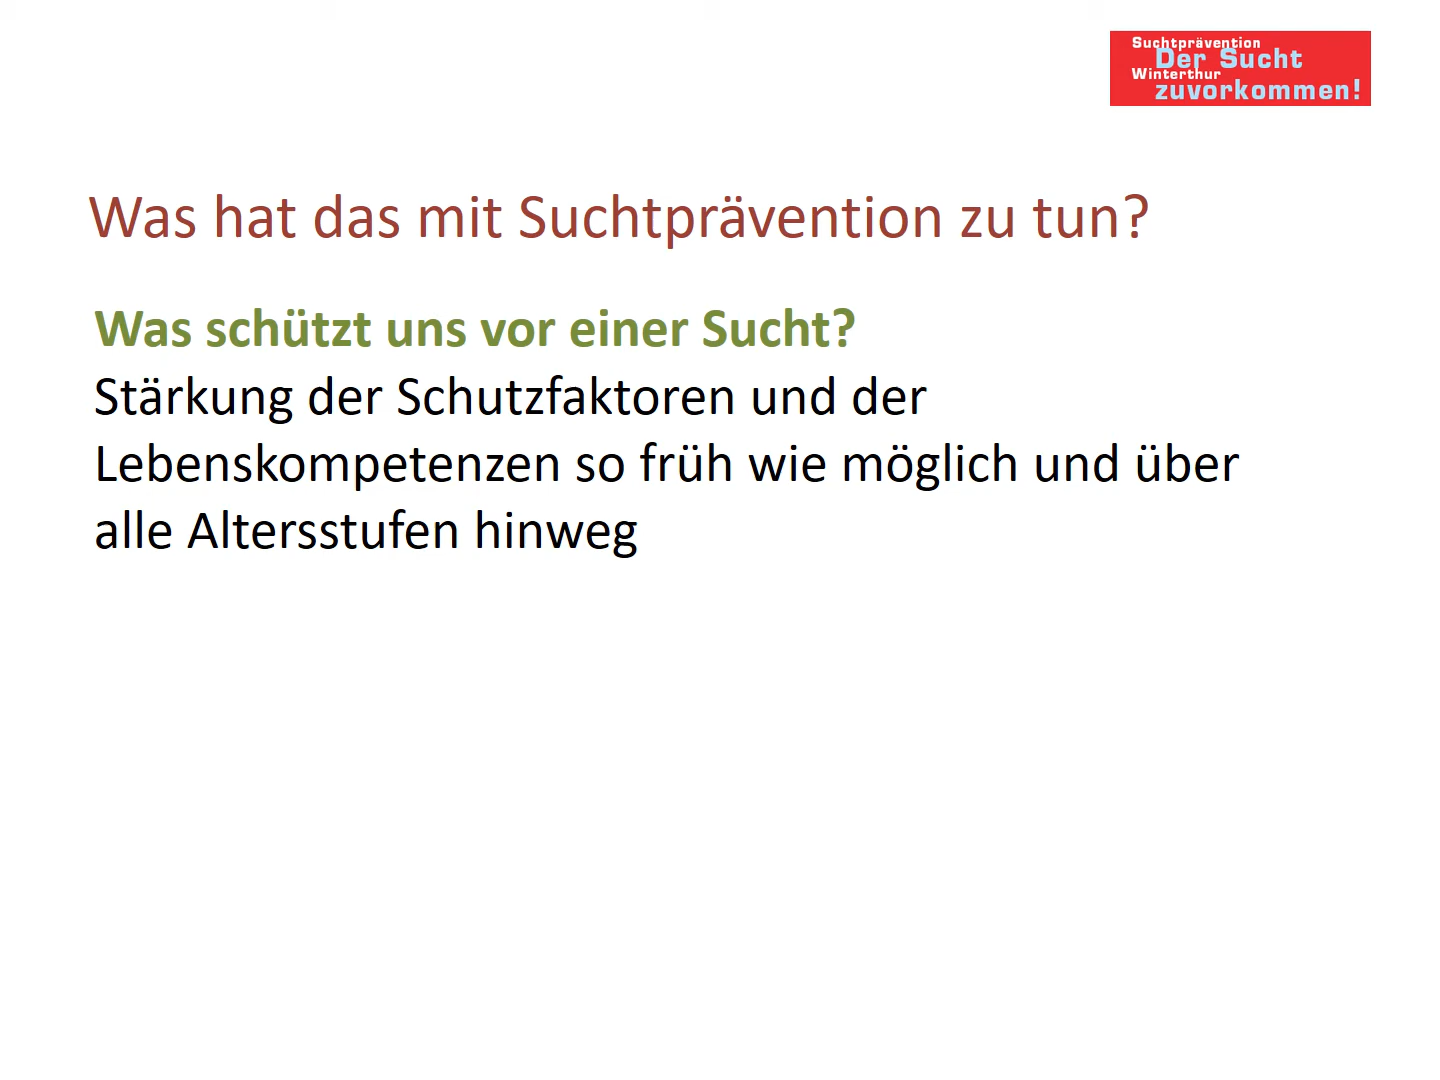 Suchtprävention
Der Sucht
Winterthur
zuvorkommen!
Was hat das mit Suchtprävention zu tun?
Was schützt uns vor einer Sucht?
Stärkung der Schutzfaktoren und der
Lebenskompetenzen so früh wie möglich und über
alle Altersstufen hinweg